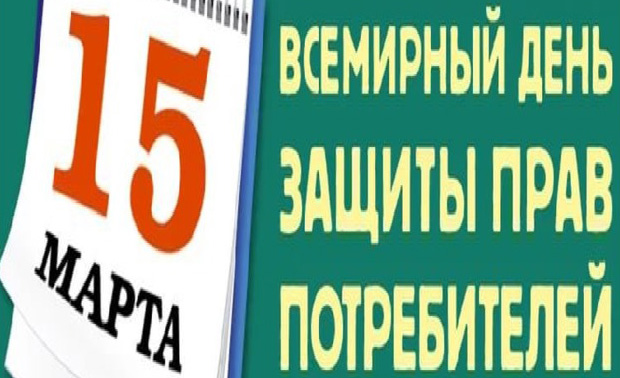 15
МАРТА
ВСЕМИРНЫЙ ДЕНЬ
ЗАЩИТЫ ПРАВ
ПОТРЕБИТЕЛЕЙ